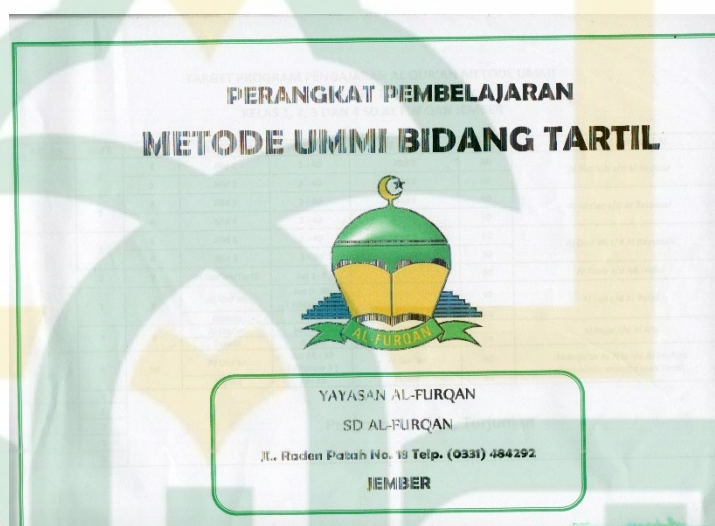 PERANGKAT PEMBELAJARAN
METODE UMMI BIDANG TARTIL
AL-FURQAN
YAYASAN AL-FURQAN
SD AL-FURQAN
JL. Raden Patah No. 18 Telp. (0331) 484292
JEMBER